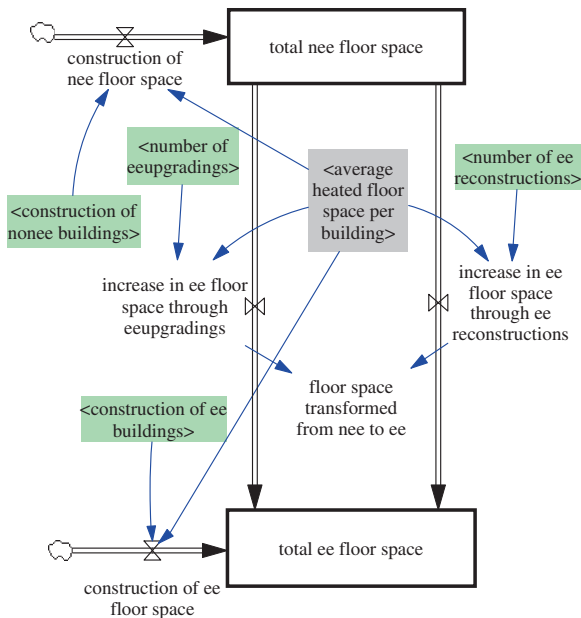 total nee floor space
construction of
nee floor space
<number of
eeupgradings>
<average
heated floor
space per
building>
<number of ee
reconstructions>
<construction of
nonee buildings>
increase in ee floor
space through
eeupgradings
increase in ee
floor space
through ee
reconstructions
floor space
transformed
from nee to ee
<construction of ee
buildings>
total ee floor space
construction of ee
floor space